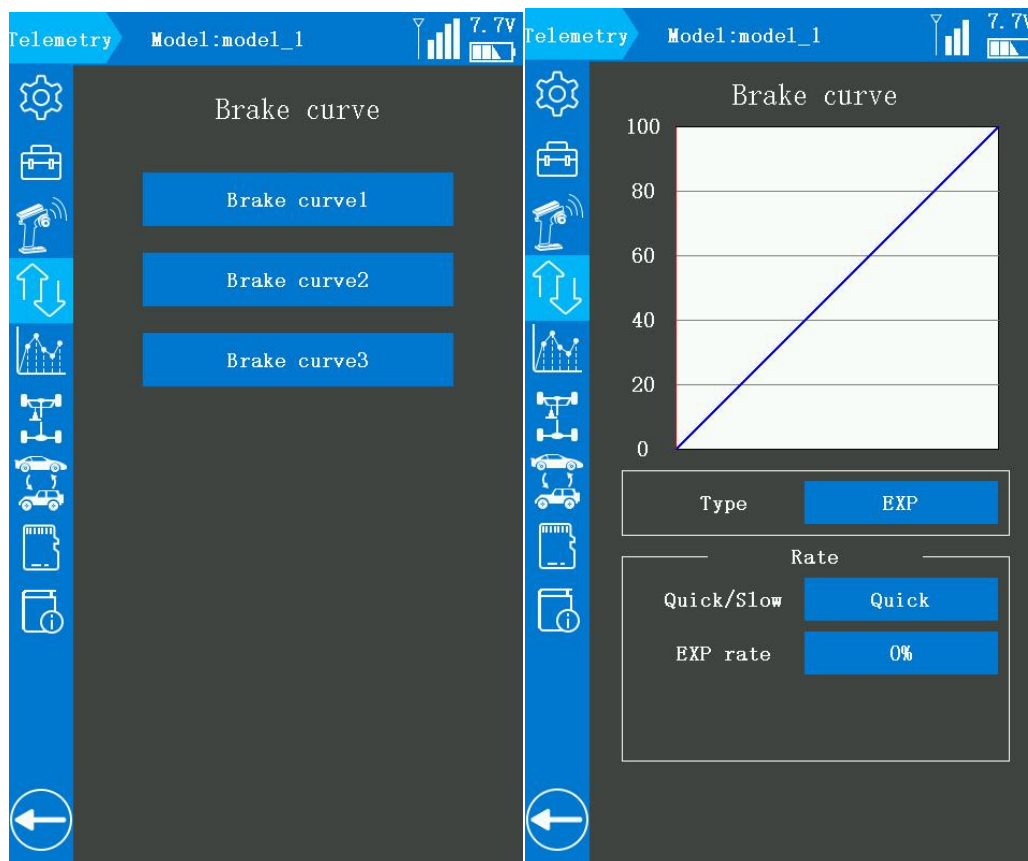 Telemetry Model:model_1 7.7V
Brake curve
Brake curve1
Brake curve2
Brake curve3
Telemetry Model:model_1 7.7V
Brake curve
100
80
60
40
20
0
Type EXP
Rate
Quick/Slow Quick
EXP rate 0%